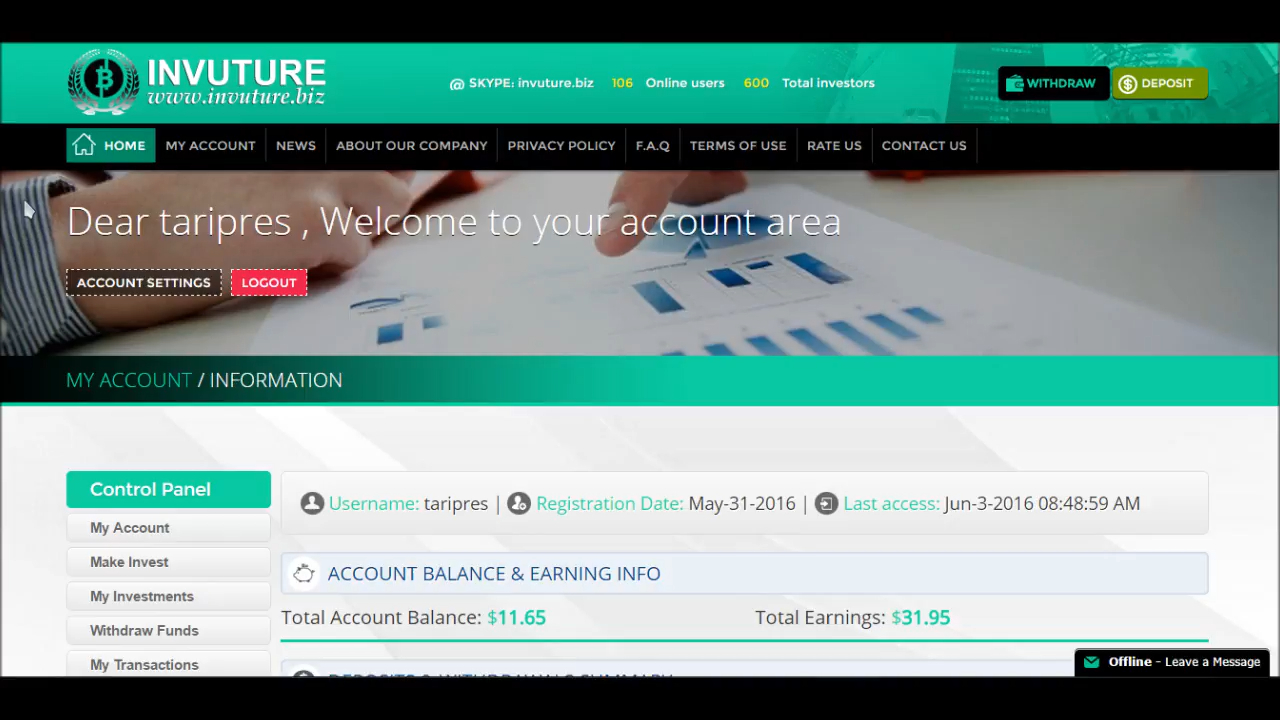 INVUTURE
www.invuture.biz
@ SKYPE: invuture.biz 106 Online users 600 Total investors
WITHDRAW DEPOSIT
HOME MY ACCOUNT NEWS ABOUT OUR COMPANY PRIVACY POLICY F.A.Q TERMS OF USE RATE US CONTACT US
Dear taripres , Welcome to your account area
ACCOUNT SETTINGS LOGOUT
MY ACCOUNT / INFORMATION
Control Panel
My Account
Make Invest
My Investments
Withdraw Funds
My Transactions
Username: taripres | Registration Date: May-31-2016 | Last access: Jun-3-2016 08:48:59 AM
ACCOUNT BALANCE & EARNING INFO
Total Account Balance: $11.65 Total Earnings: $31.95
DEPOSITS & WITHDRAWALS SUMMARY
Offline - Leave a Message